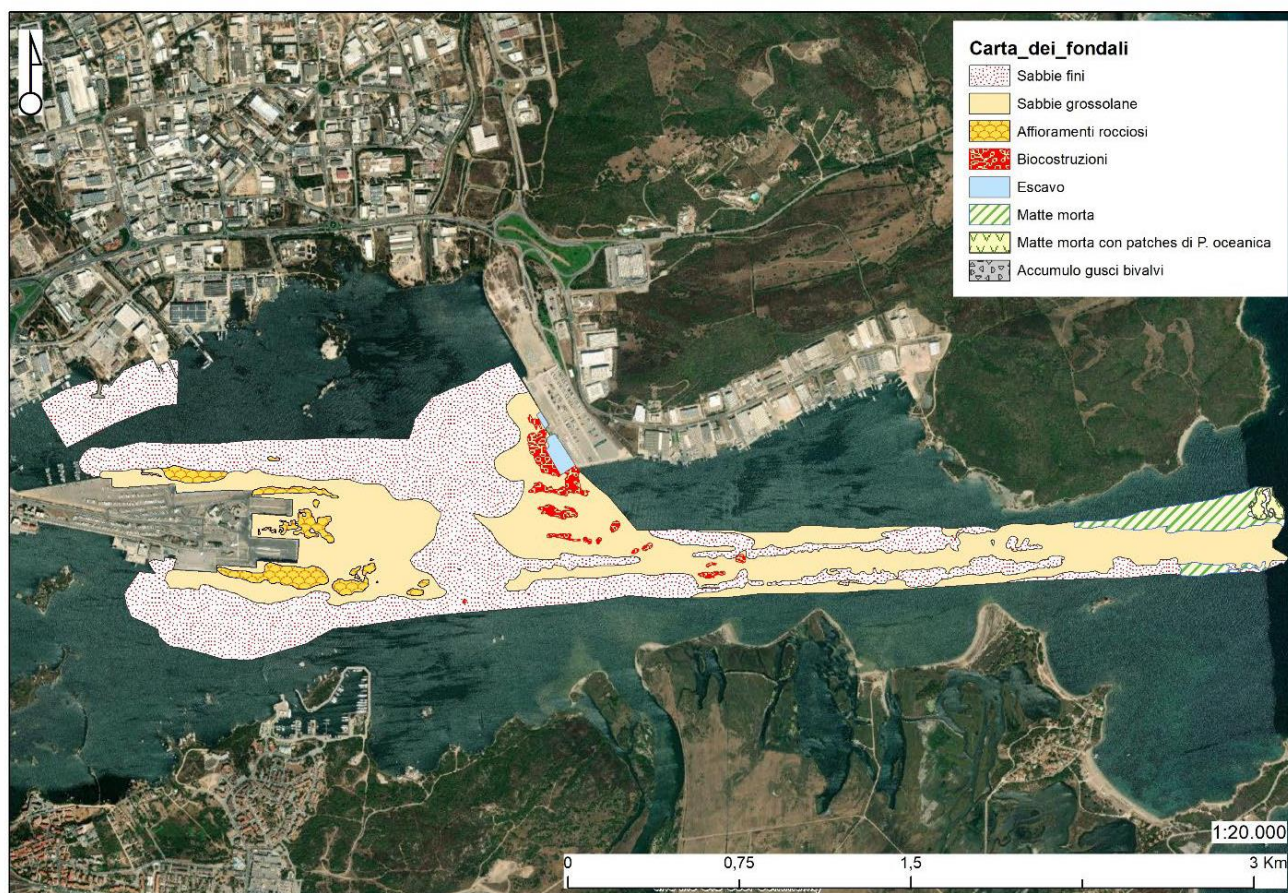 Carta_dei_fondali
Sabbie fini
Sabbie grossolane
Affioramenti rocciosi
Biocostruzioni
Escavo
Matte morta
Matte morta con patches di P. oceanica
Accumulo gusci bivalvi
1:20.000
0 0,75 1,5 3 Km